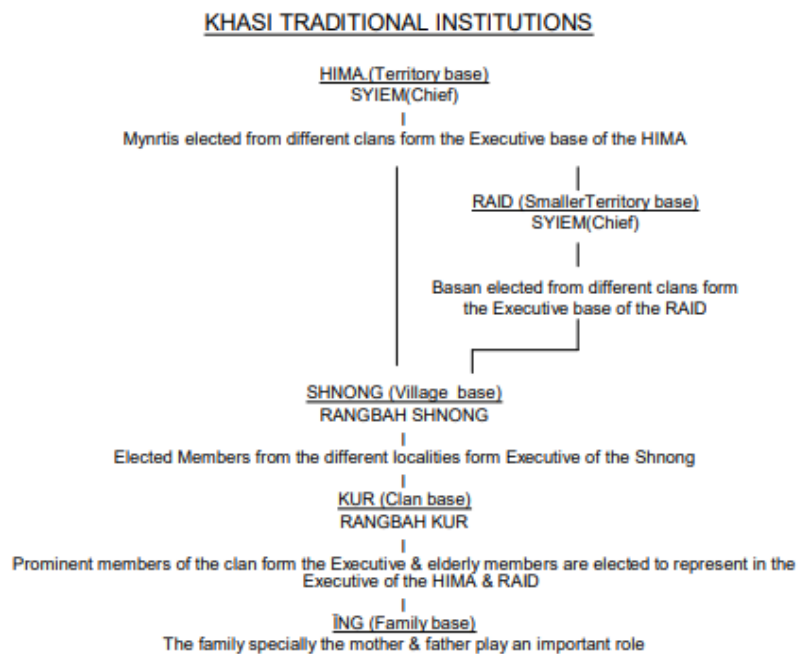 KHASI TRADITIONAL INSTITUTIONS
HIMA.(Territory base)
SYIEM(Chief)
Mynrtis elected from different clans form the Executive base of the HIMA
RAID (SmallerTerritory base)
SYIEM(Chief)
Basan elected from different clans form
the Executive base of the RAID
SHNONG (Village base)
RANGBAH SHNONG
Elected Members from the different localities form Executive of the Shnong
KUR (Clan base)
RANGBAH KUR
Prominent members of the clan form the Executive & elderly members are elected to represent in the
Executive of the HIMA & RAID
ÏNG (Family base)
The family specially the mother & father play an important role